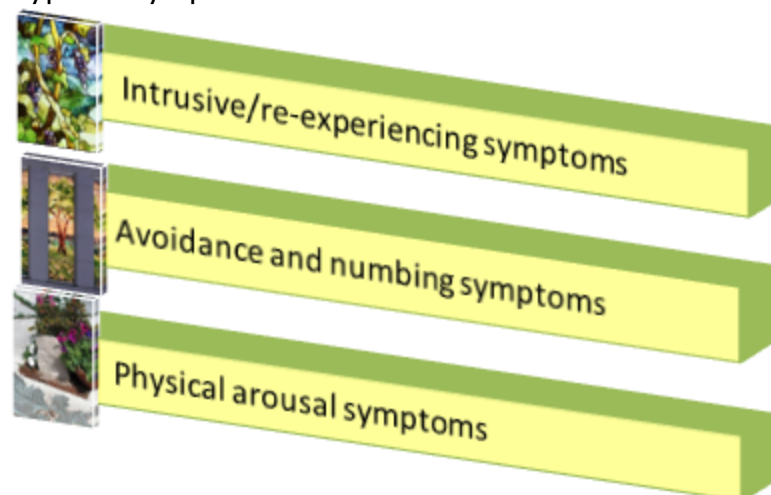 Intrusive/re-experiencing symptoms
Avoidance and numbing symptoms
Physical arousal symptoms